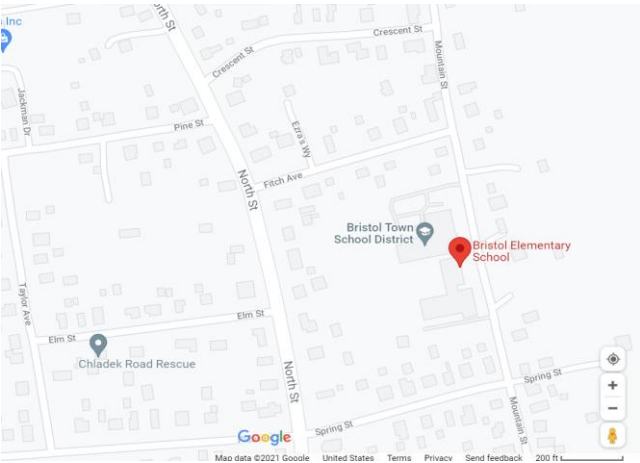 Inc
North St
Crescent St
Crescent St
Mountain St
Jackman Dr
Pine St
Ezra's Wy
North St
Fitch Ave
Bristol Town
School District
Bristol Elementary
School
Taylor Ave
Elm St
Elm St
Chladek Road Rescue
North St
Spring St
Mountain St
Spring St
Google
Map data ©2021 Google United States Terms Privacy Send feedback 200 ft